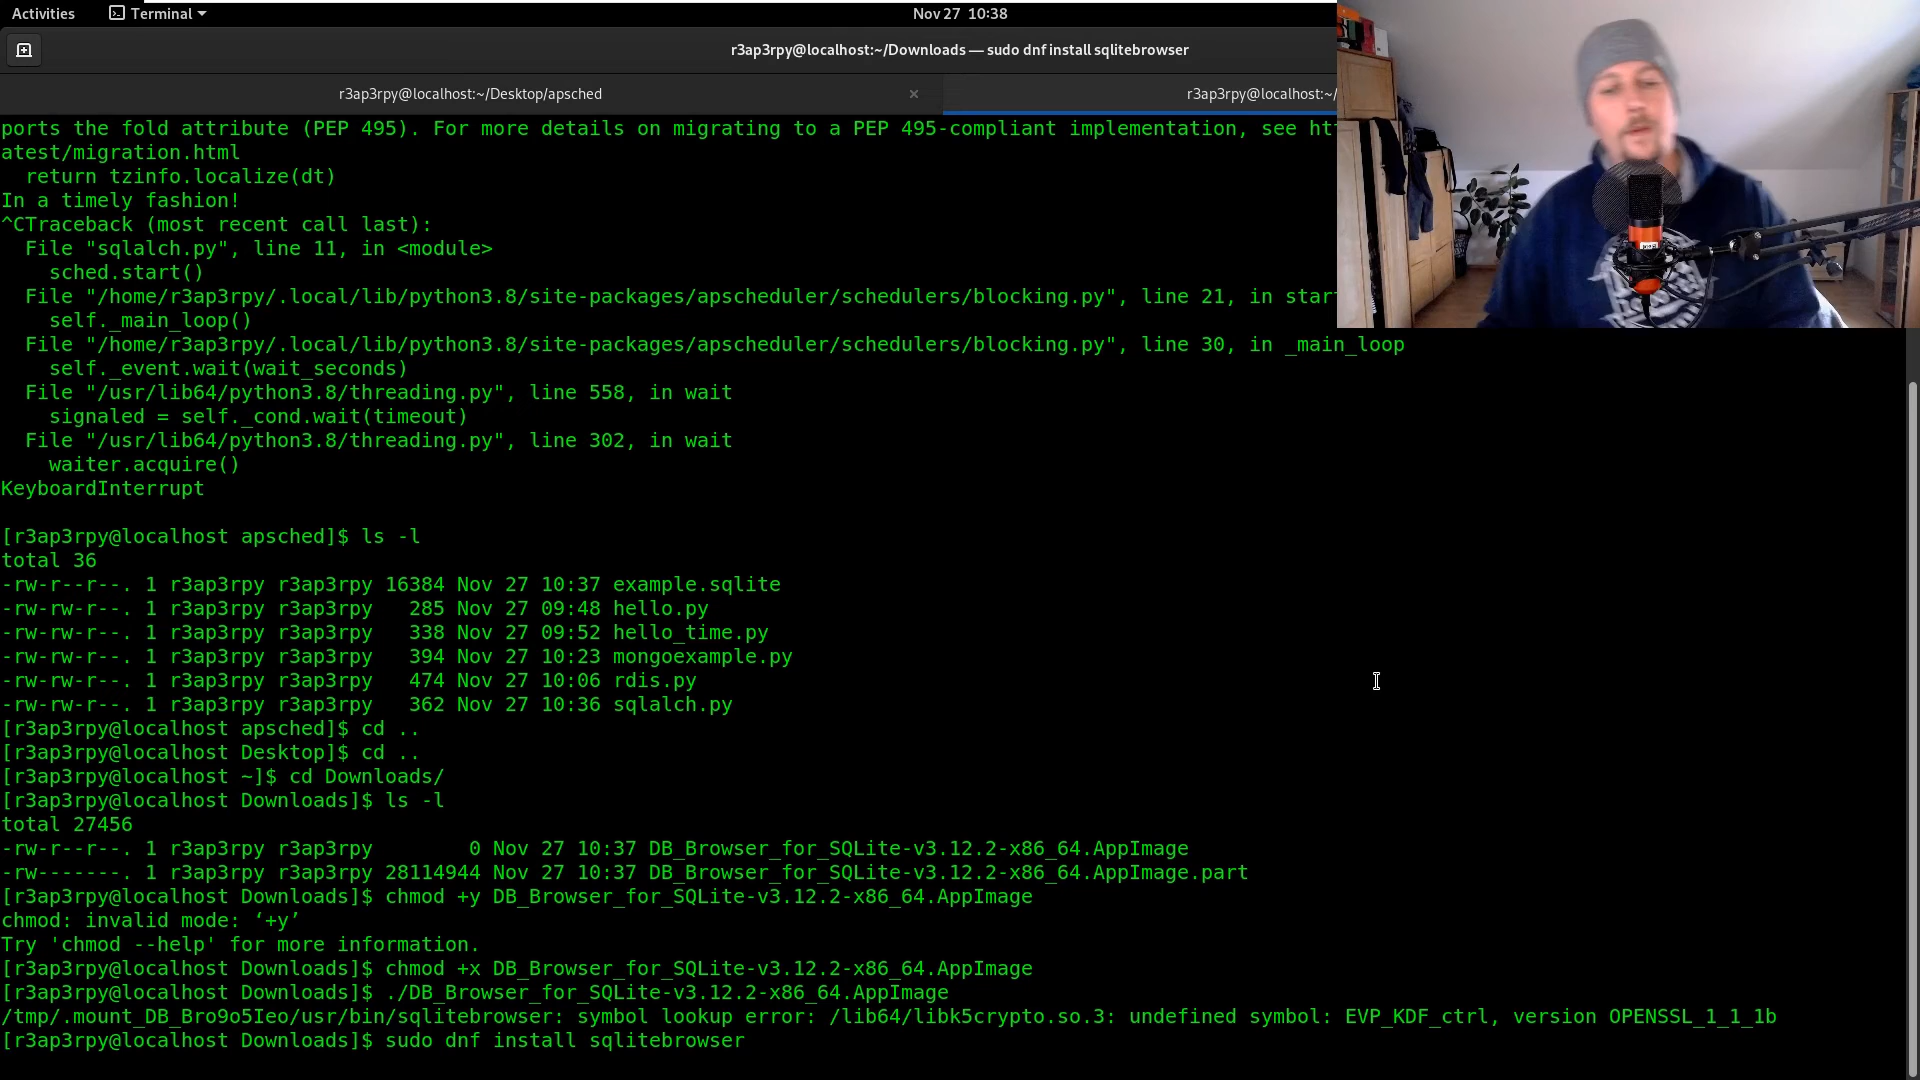 Activities Terminal Nov 27 10:38
r3ap3rpy@localhost:~/Downloads — sudo dnf install sqlitebrowser
r3ap3rpy@localhost:~/Desktop/apsched × r3ap3rpy@localhost:~/
ports the fold attribute (PEP 495). For more details on migrating to a PEP 495-compliant implementation, see htt
atest/migration.html
  return tzinfo.localize(dt)
In a timely fashion!
^CTraceback (most recent call last):
  File "sqlalch.py", line 11, in <module>
    sched.start()
  File "/home/r3ap3rpy/.local/lib/python3.8/site-packages/apscheduler/schedulers/blocking.py", line 21, in start
    self._main_loop()
  File "/home/r3ap3rpy/.local/lib/python3.8/site-packages/apscheduler/schedulers/blocking.py", line 30, in _main_loop
    self._event.wait(wait_seconds)
  File "/usr/lib64/python3.8/threading.py", line 558, in wait
    signaled = self._cond.wait(timeout)
  File "/usr/lib64/python3.8/threading.py", line 302, in wait
    waiter.acquire()
KeyboardInterrupt
[r3ap3rpy@localhost apsched]$ ls -l
total 36
-rw-r--r--. 1 r3ap3rpy r3ap3rpy 16384 Nov 27 10:37 example.sqlite
-rw-rw-r--. 1 r3ap3rpy r3ap3rpy   285 Nov 27 09:48 hello.py
-rw-rw-r--. 1 r3ap3rpy r3ap3rpy   338 Nov 27 09:52 hello_time.py
-rw-rw-r--. 1 r3ap3rpy r3ap3rpy   394 Nov 27 10:23 mongoexample.py
-rw-rw-r--. 1 r3ap3rpy r3ap3rpy   474 Nov 27 10:06 rdis.py
-rw-rw-r--. 1 r3ap3rpy r3ap3rpy   362 Nov 27 10:36 sqlalch.py
[r3ap3rpy@localhost apsched]$ cd ..
[r3ap3rpy@localhost Desktop]$ cd ..
[r3ap3rpy@localhost ~]$ cd Downloads/
[r3ap3rpy@localhost Downloads]$ ls -l
total 27456
-rw-r--r--. 1 r3ap3rpy r3ap3rpy        0 Nov 27 10:37 DB_Browser_for_SQLite-v3.12.2-x86_64.AppImage
-rw-------. 1 r3ap3rpy r3ap3rpy 28114944 Nov 27 10:37 DB_Browser_for_SQLite-v3.12.2-x86_64.AppImage.part
[r3ap3rpy@localhost Downloads]$ chmod +y DB_Browser_for_SQLite-v3.12.2-x86_64.AppImage
chmod: invalid mode: ‘+y’
Try 'chmod --help' for more information.
[r3ap3rpy@localhost Downloads]$ chmod +x DB_Browser_for_SQLite-v3.12.2-x86_64.AppImage
[r3ap3rpy@localhost Downloads]$ ./DB_Browser_for_SQLite-v3.12.2-x86_64.AppImage
/tmp/.mount_DB_Bro9o5Ieo/usr/bin/sqlitebrowser: symbol lookup error: /lib64/libk5crypto.so.3: undefined symbol: EVP_KDF_ctrl, version OPENSSL_1_1_1b
[r3ap3rpy@localhost Downloads]$ sudo dnf install sqlitebrowser